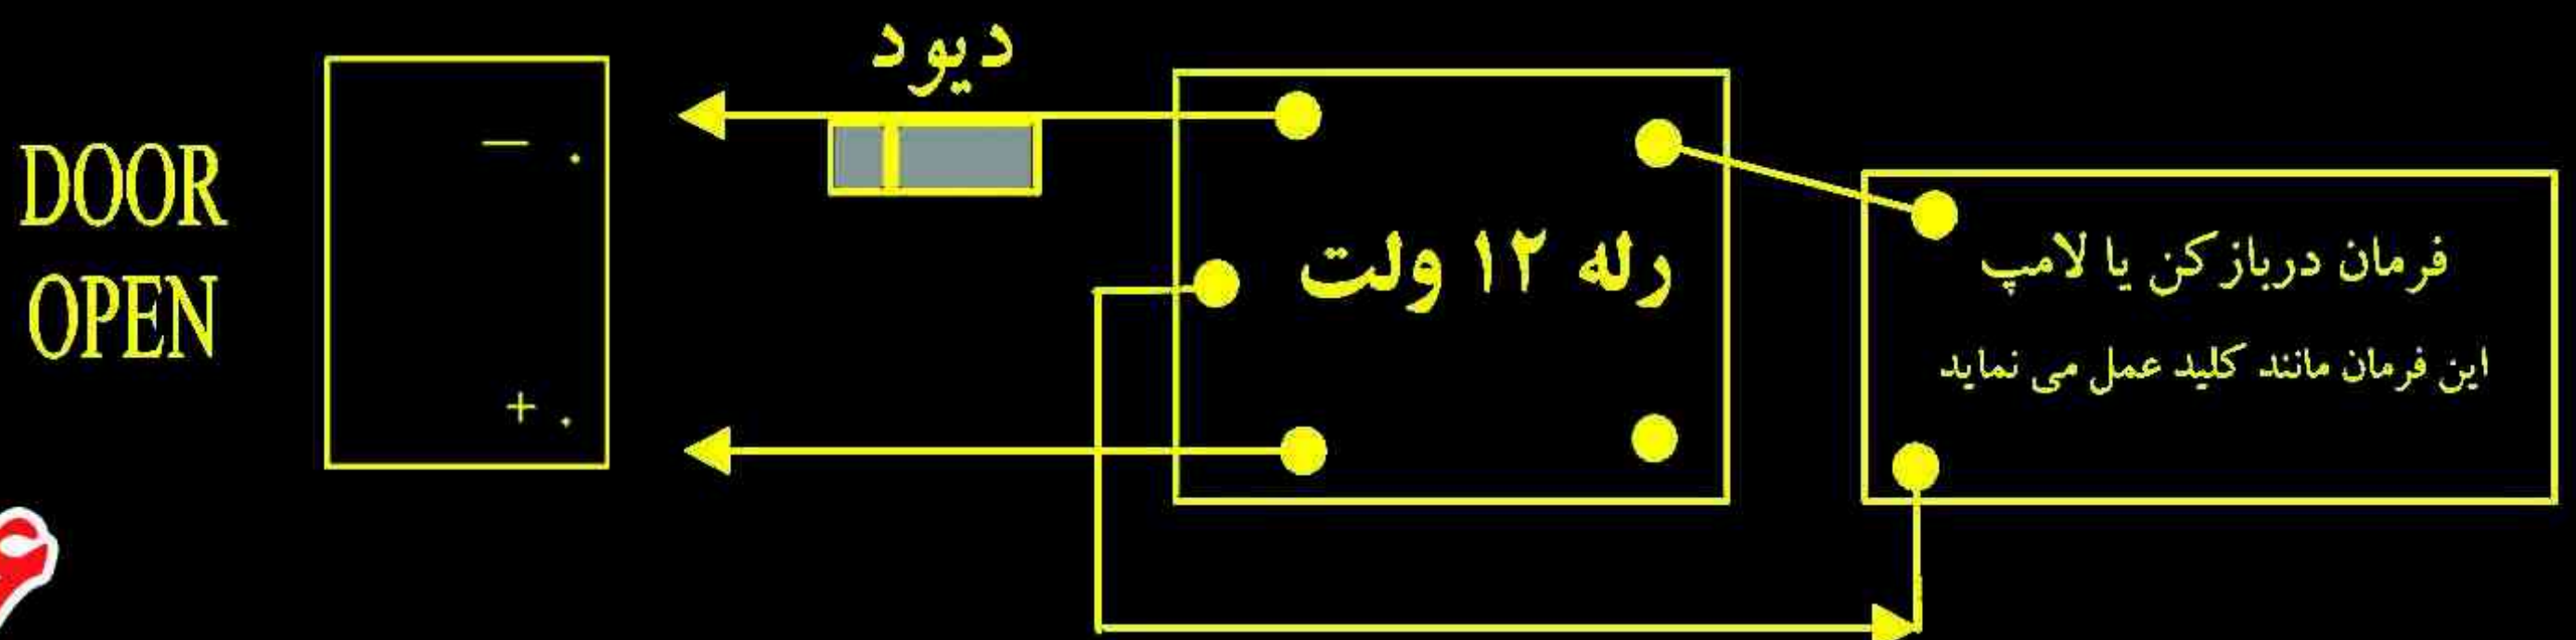 دیود
DOOR
OPEN
— .
+ .
رله ۱۲ ولت
فرمان دربازکن یا لامپ
این فرمان مانند کلید عمل می نماید